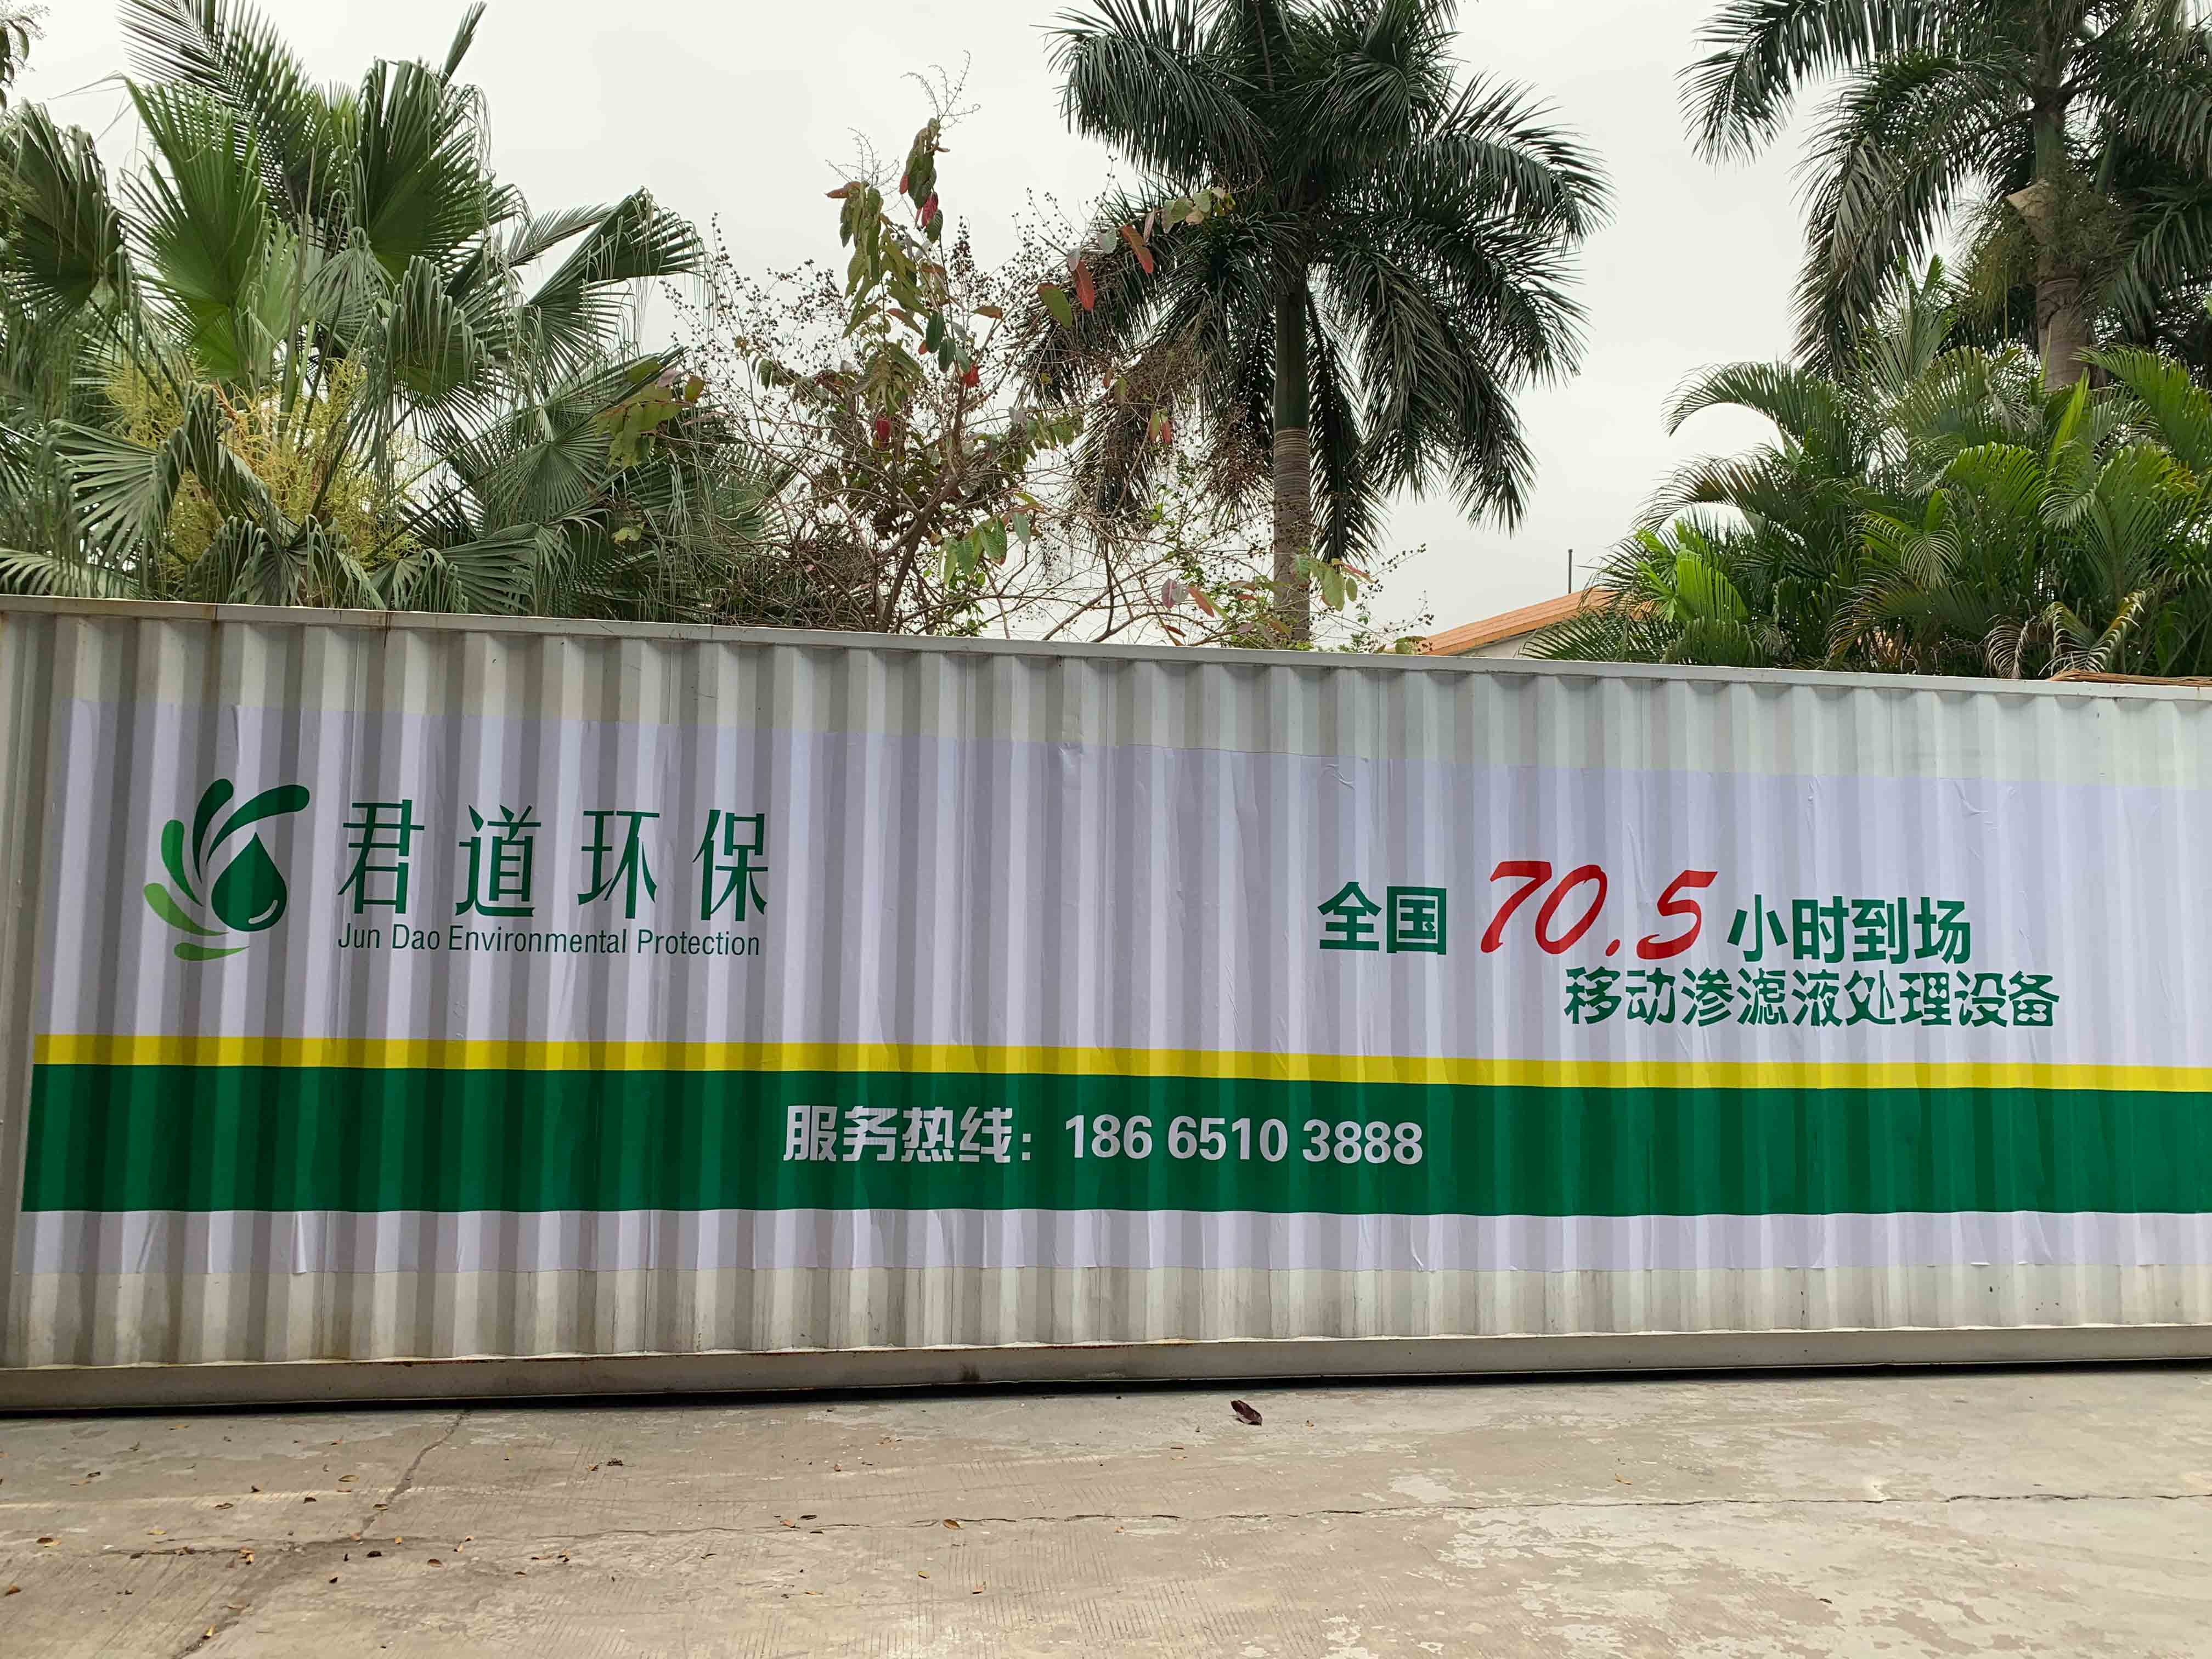 君道环保
Jun Dao Environmental Protection
全国 70.5 小时到场
移动渗滤液处理设备
服务热线：186 6510 3888